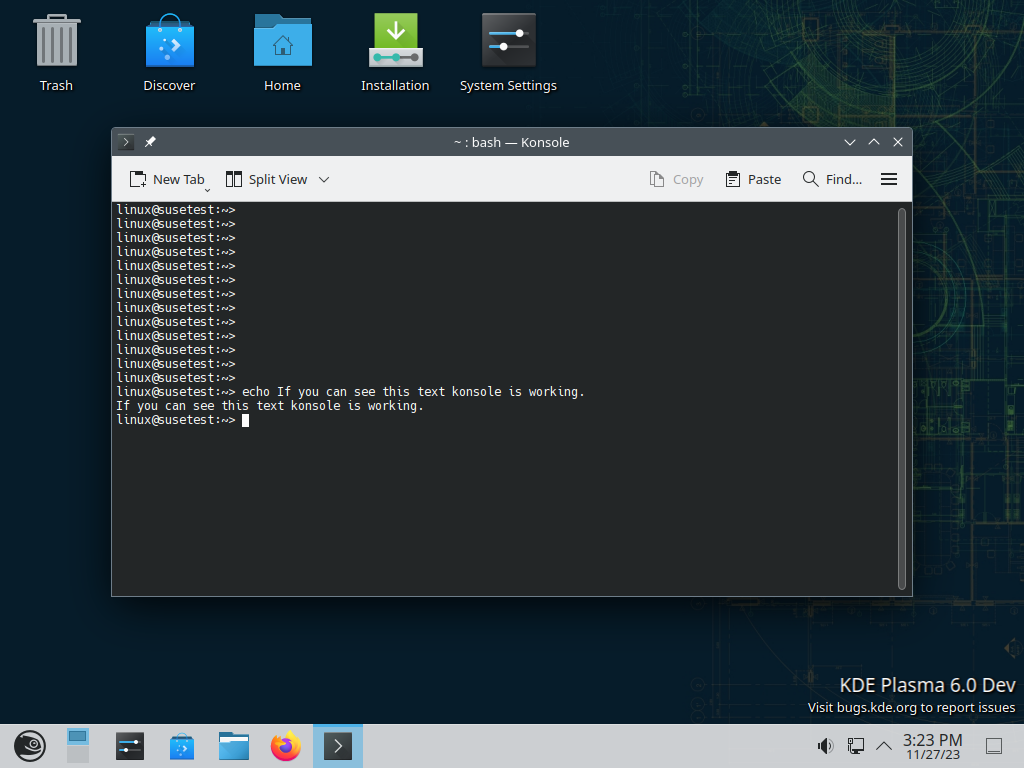 Trash
Discover
Home
Installation
System Settings
~ : bash — Konsole
New Tab
Split View
Copy
Paste
Find...
linux@susetest:~>
linux@susetest:~>
linux@susetest:~>
linux@susetest:~>
linux@susetest:~>
linux@susetest:~>
linux@susetest:~>
linux@susetest:~>
linux@susetest:~>
linux@susetest:~>
linux@susetest:~>
linux@susetest:~>
linux@susetest:~>
linux@susetest:~> echo If you can see this text konsole is working.
If you can see this text konsole is working.
linux@susetest:~>
KDE Plasma 6.0 Dev
Visit bugs.kde.org to report issues
3:23 PM
11/27/23